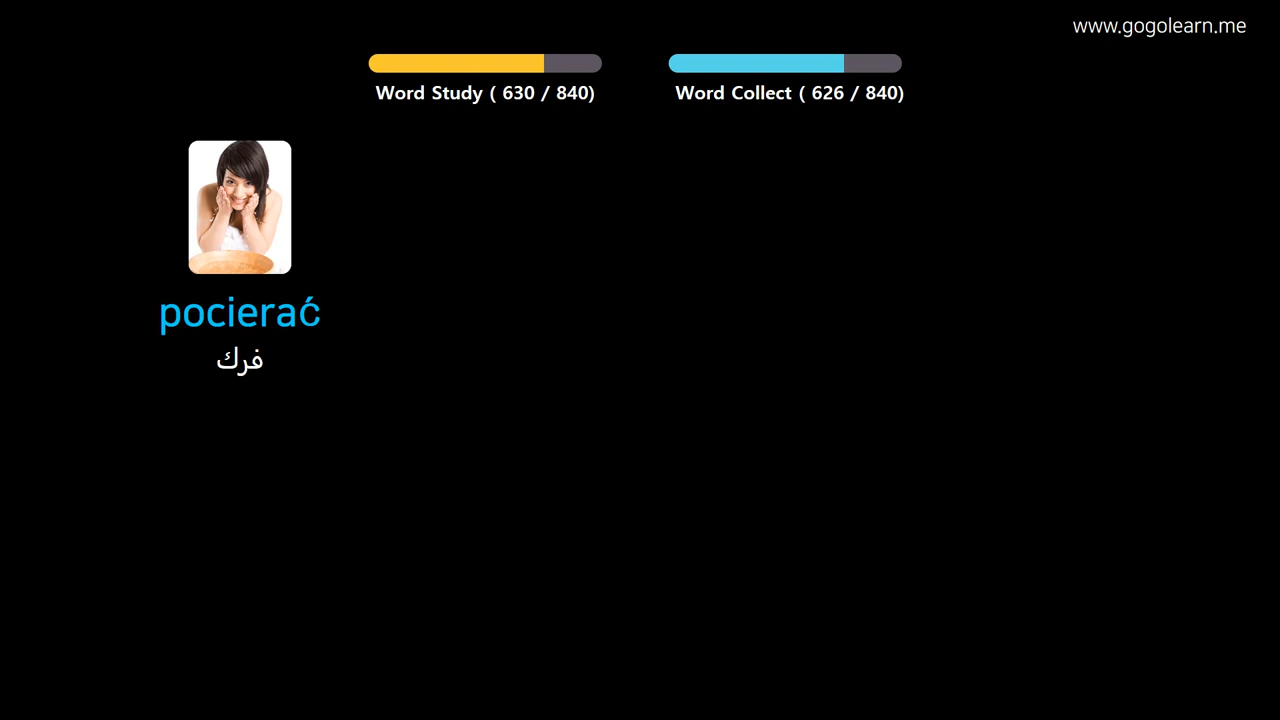 www.gogolearn.me
Word Study ( 630 / 840)
Word Collect ( 626 / 840)
pocierać
فرك